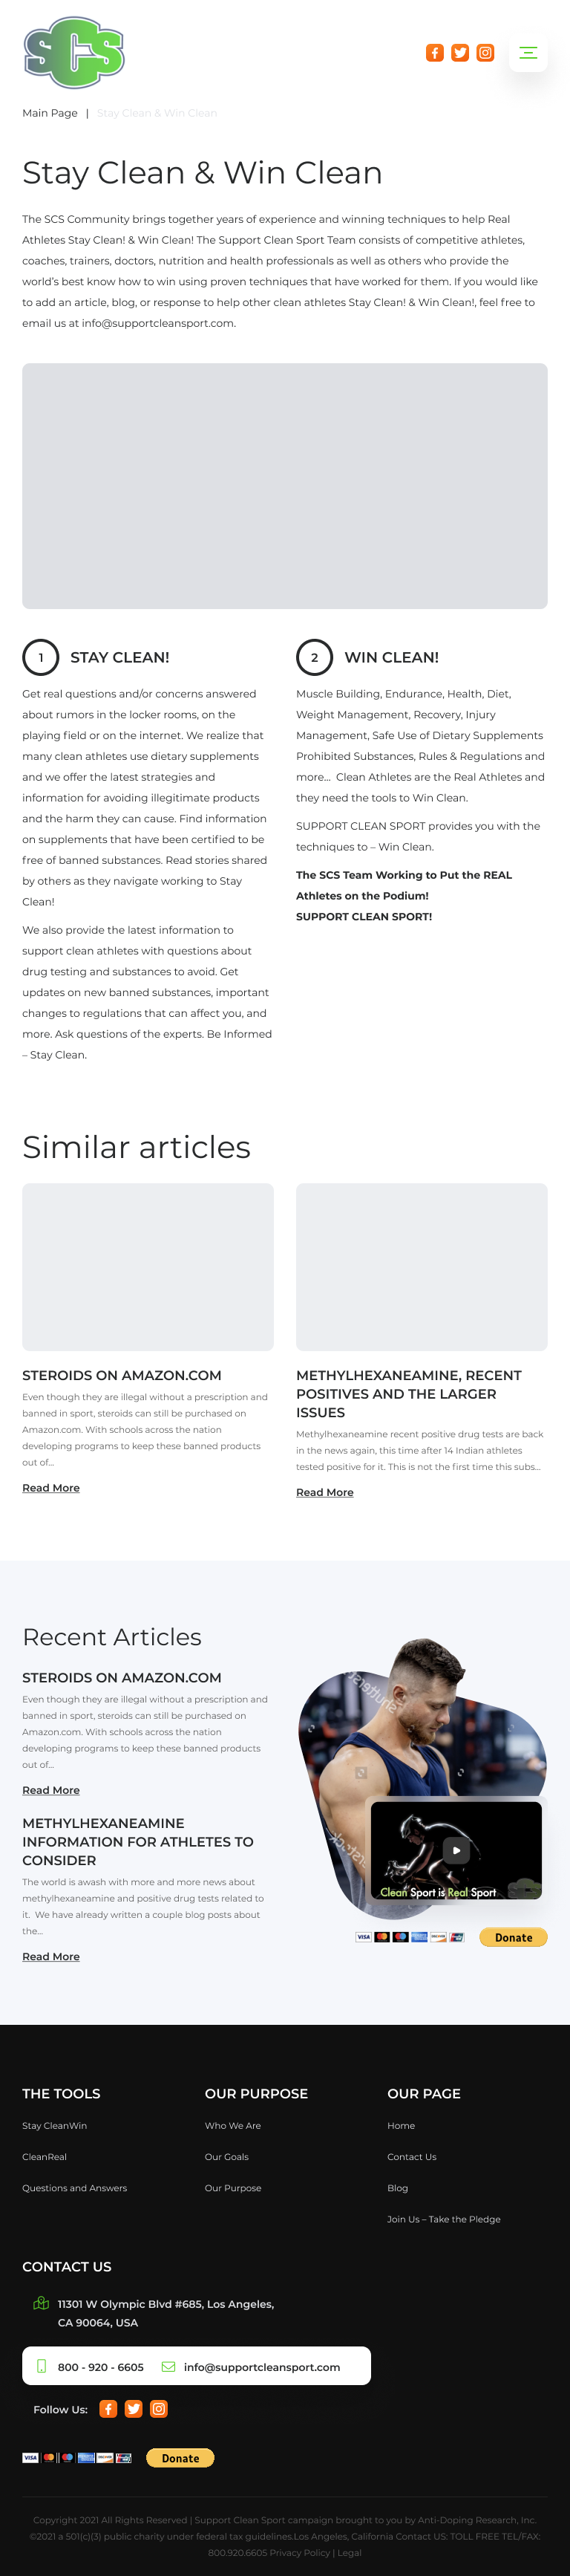 SCS
Main Page | Stay Clean & Win Clean
Stay Clean & Win Clean
The SCS Community brings together years of experience and winning techniques to help Real
Athletes Stay Clean! & Win Clean! The Support Clean Sport Team consists of competitive athletes,
coaches, trainers, doctors, nutrition and health professionals as well as others who provide the
world's best know how to win using proven techniques that have worked for them. If you would like
to add an article, blog, or response to help other clean athletes Stay Clean! & Win Clean!, feel free to
email us at info@supportcleansport.com.
1 STAY CLEAN!
Get real questions and/or concerns answered
about rumors in the locker rooms, on the
playing field or on the internet. We realize that
many clean athletes use dietary supplements
and we offer the latest strategies and
information for avoiding illegitimate products
and the harm they can cause. Find information
on supplements that have been certified to be
free of banned substances. Read stories shared
by others as they navigate working to Stay
Clean!
We also provide the latest information to
support clean athletes with questions about
drug testing and substances to avoid. Get
updates on new banned substances, important
changes to regulations that can affect you, and
more. Ask questions of the experts. Be Informed
– Stay Clean.
2 WIN CLEAN!
Muscle Building, Endurance, Health, Diet,
Weight Management, Recovery, Injury
Management, Safe Use of Dietary Supplements
Prohibited Substances, Rules & Regulations and
more... Clean Athletes are the Real Athletes and
they need the tools to Win Clean.
SUPPORT CLEAN SPORT provides you with the
techniques to – Win Clean.
The SCS Team Working to Put the REAL
Athletes on the Podium!
SUPPORT CLEAN SPORT!
Similar articles
STEROIDS ON AMAZON.COM
Even though they are illegal without a prescription and
banned in sport, steroids can still be purchased on
Amazon.com. With schools across the nation
developing programs to keep these banned products
out of...
Read More
METHYLHEXANEAMINE, RECENT
POSITIVES AND THE LARGER
ISSUES
Methylhexaneamine recent positive drug tests are back
in the news again, this time after 14 Indian athletes
tested positive for it. This is not the first time this subs...
Read More
Recent Articles
STEROIDS ON AMAZON.COM
Even though they are illegal without a prescription and
banned in sport, steroids can still be purchased on
Amazon.com. With schools across the nation
developing programs to keep these banned products
out of...
Read More
METHYLHEXANEAMINE
INFORMATION FOR ATHLETES TO
CONSIDER
The world is awash with more and more news about
methylhexaneamine and positive drug tests related to
it. We have already written a couple blog posts about
the...
Read More
Clean Sport is Real Sport
VISA
Donate
THE TOOLS
Stay CleanWin
CleanReal
Questions and Answers
OUR PURPOSE
Who We Are
Our Goals
Our Purpose
OUR PAGE
Home
Contact Us
Blog
Join Us – Take the Pledge
CONTACT US
11301 W Olympic Blvd #685, Los Angeles,
CA 90064, USA
800 - 920 - 6605 info@supportcleansport.com
Follow Us:
VISA
Donate
Copyright 2021 All Rights Reserved | Support Clean Sport campaign brought to you by Anti-Doping Research, Inc.
©2021 a 501(c)(3) public charity under federal tax guidelines.Los Angeles, California Contact US: TOLL FREE TEL/FAX:
800.920.6605 Privacy Policy | Legal